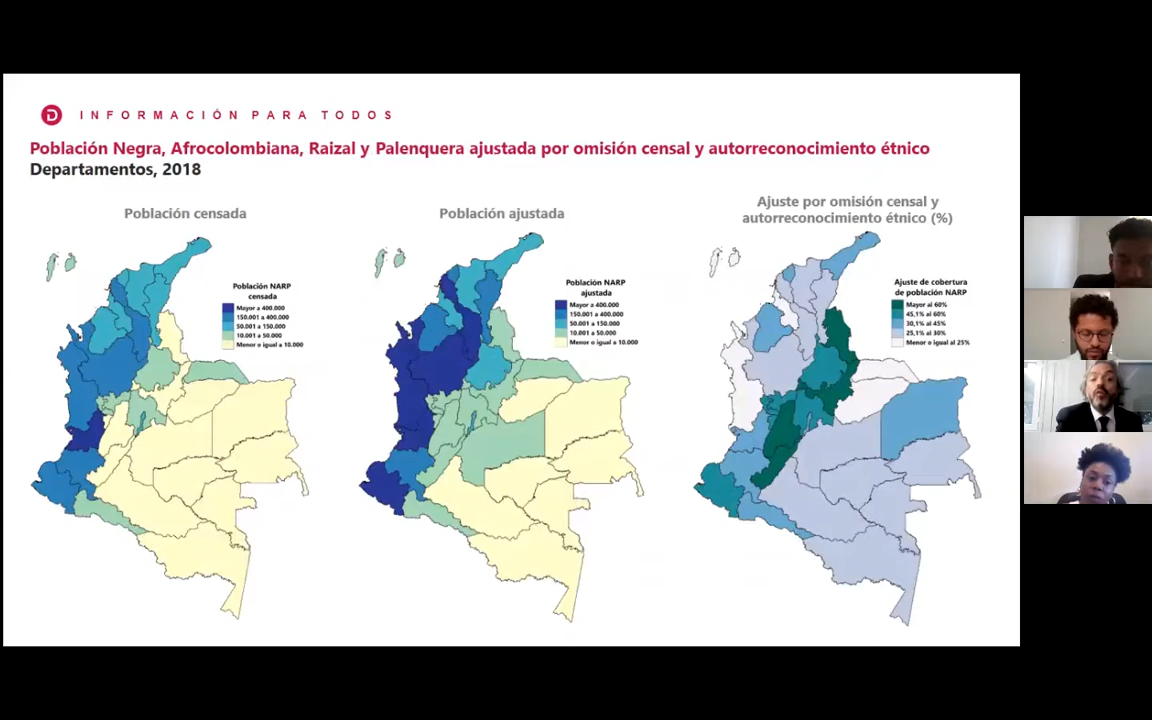 INFORMACIÓN PARA TODOS
Población Negra, Afrocolombiana, Raizal y Palenquera ajustada por omisión censal y autorreconocimiento étnico
Departamentos, 2018
Población censada
Población NARP
censada
Mayor a 400.000
150.001 a 400.000
50.001 a 150.000
10.001 a 50.000
Menor o igual a 10.000
Población ajustada
Población NARP
ajustada
Mayor a 400.000
150.001 a 400.000
50.001 a 150.000
10.001 a 50.000
Menor o igual a 10.000
Ajuste por omisión censal y
autorreconocimiento étnico (%)
Ajuste de cobertura
de población NARP
Mayor al 60%
45,1% al 60%
30,1% al 45%
25,1% al 30%
Menor o igual al 25%